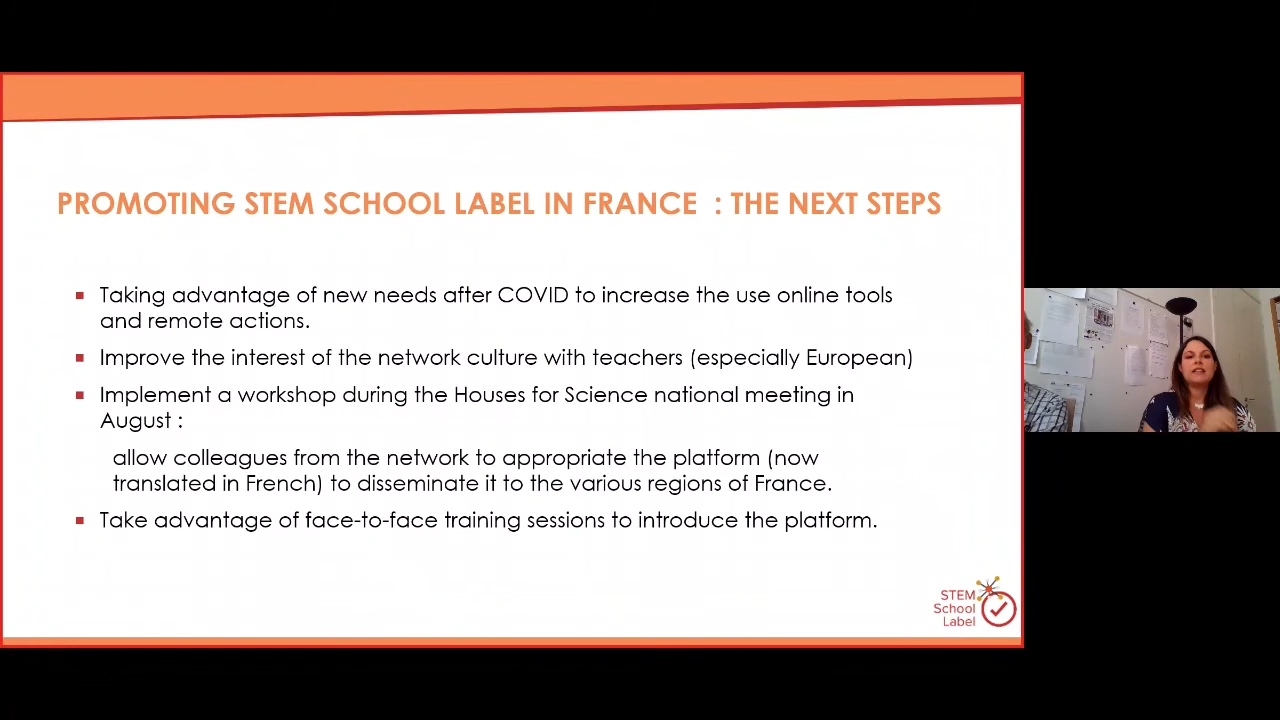 PROMOTING STEM SCHOOL LABEL IN FRANCE : THE NEXT STEPS
Taking advantage of new needs after COVID to increase the use online tools
and remote actions.
Improve the interest of the network culture with teachers (especially European)
Implement a workshop during the Houses for Science national meeting in
August :
allow colleagues from the network to appropriate the platform (now
translated in French) to disseminate it to the various regions of France.
Take advantage of face-to-face training sessions to introduce the platform.
STEM
School
Label